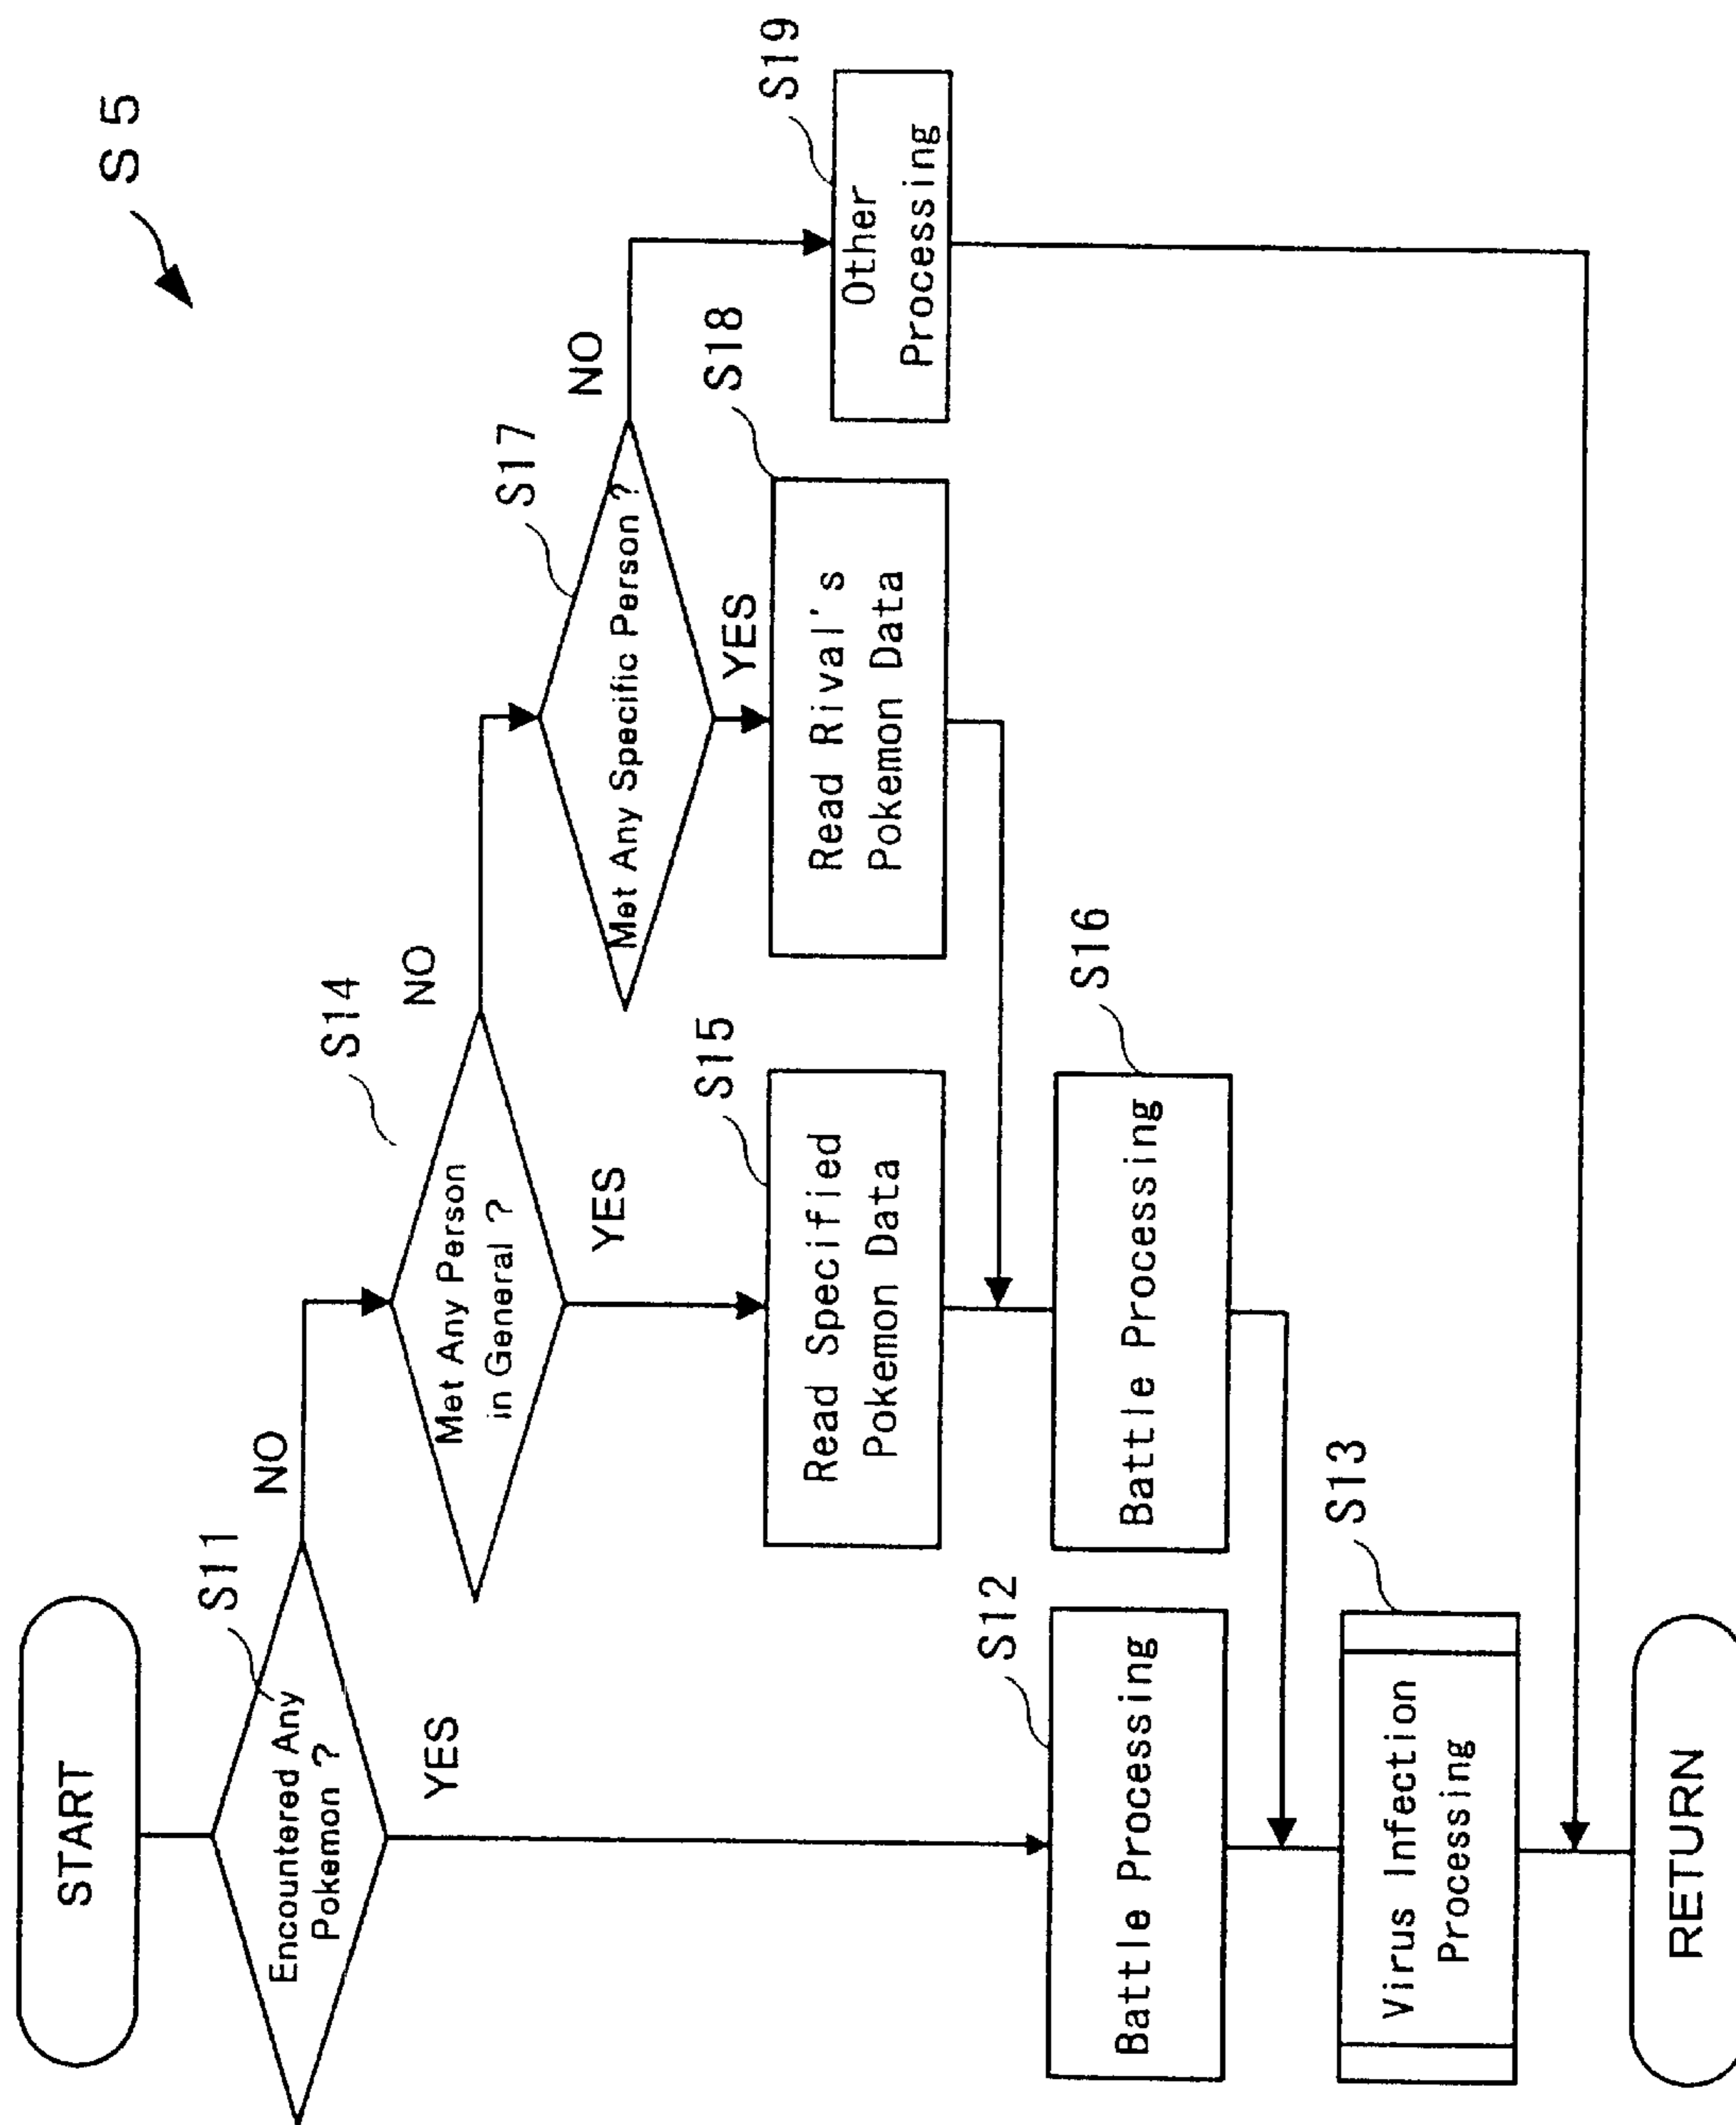 S 5
START
S11
Encountered Any
Pokemon ?
NO
YES
S14
Met Any Person
in General ?
NO
YES
S17
Met Any Specific Person ?
NO
YES
S15
Read Specified
Pokemon Data
S18
Read Rival's
Pokemon Data
S19
Other
Processing
S12
Battle Processing
S16
Battle Processing
S13
Virus Infection
Processing
RETURN